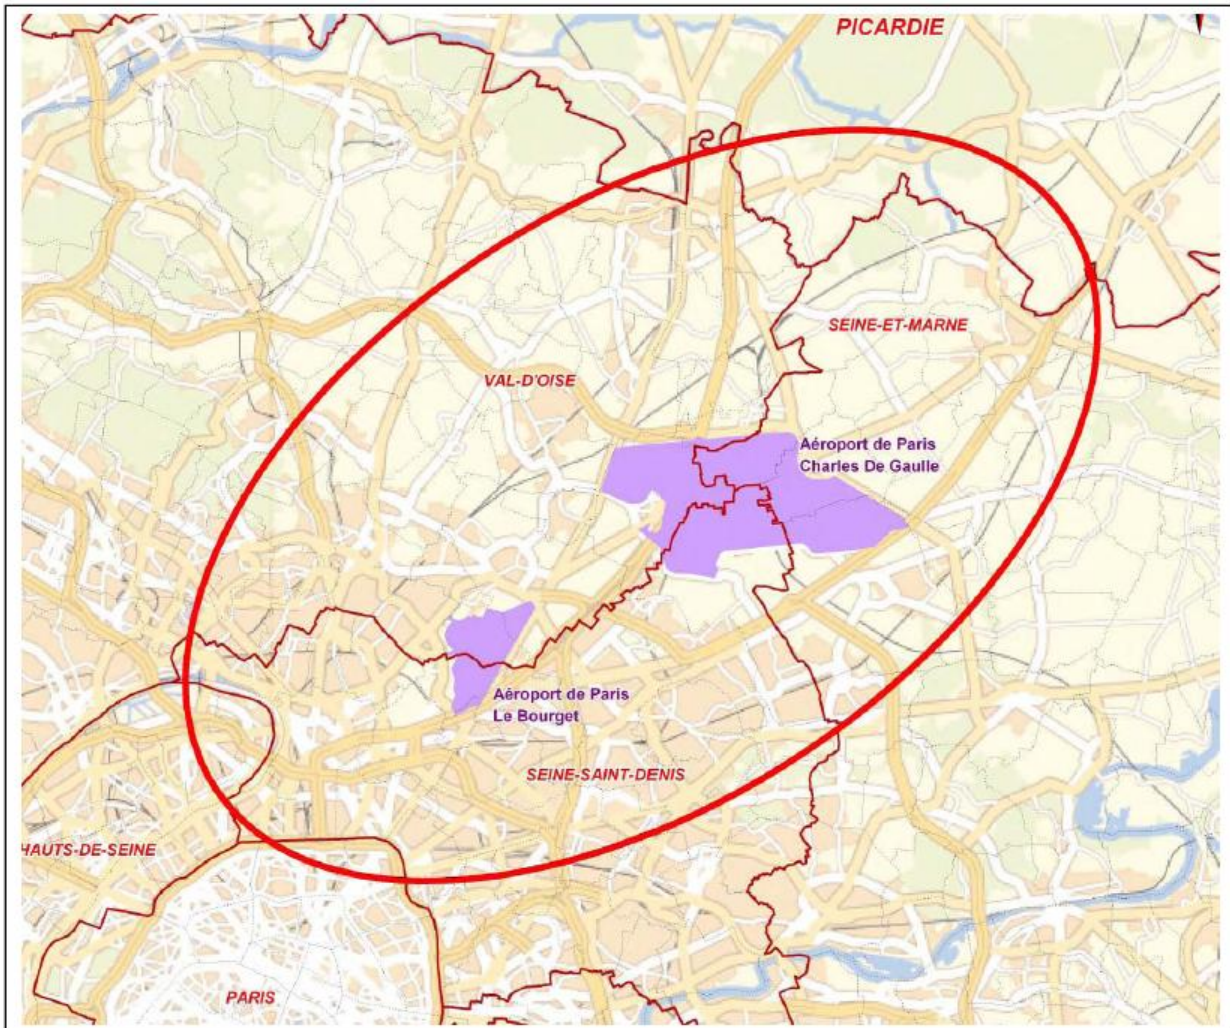 PICARDIE
SEINE-ET-MARNE
VAL-D'OISE
Aéroport de Paris
Charles De Gaulle
Aéroport de Paris
Le Bourget
SEINE-SAINT-DENIS
HAUTS-DE-SEINE
PARIS